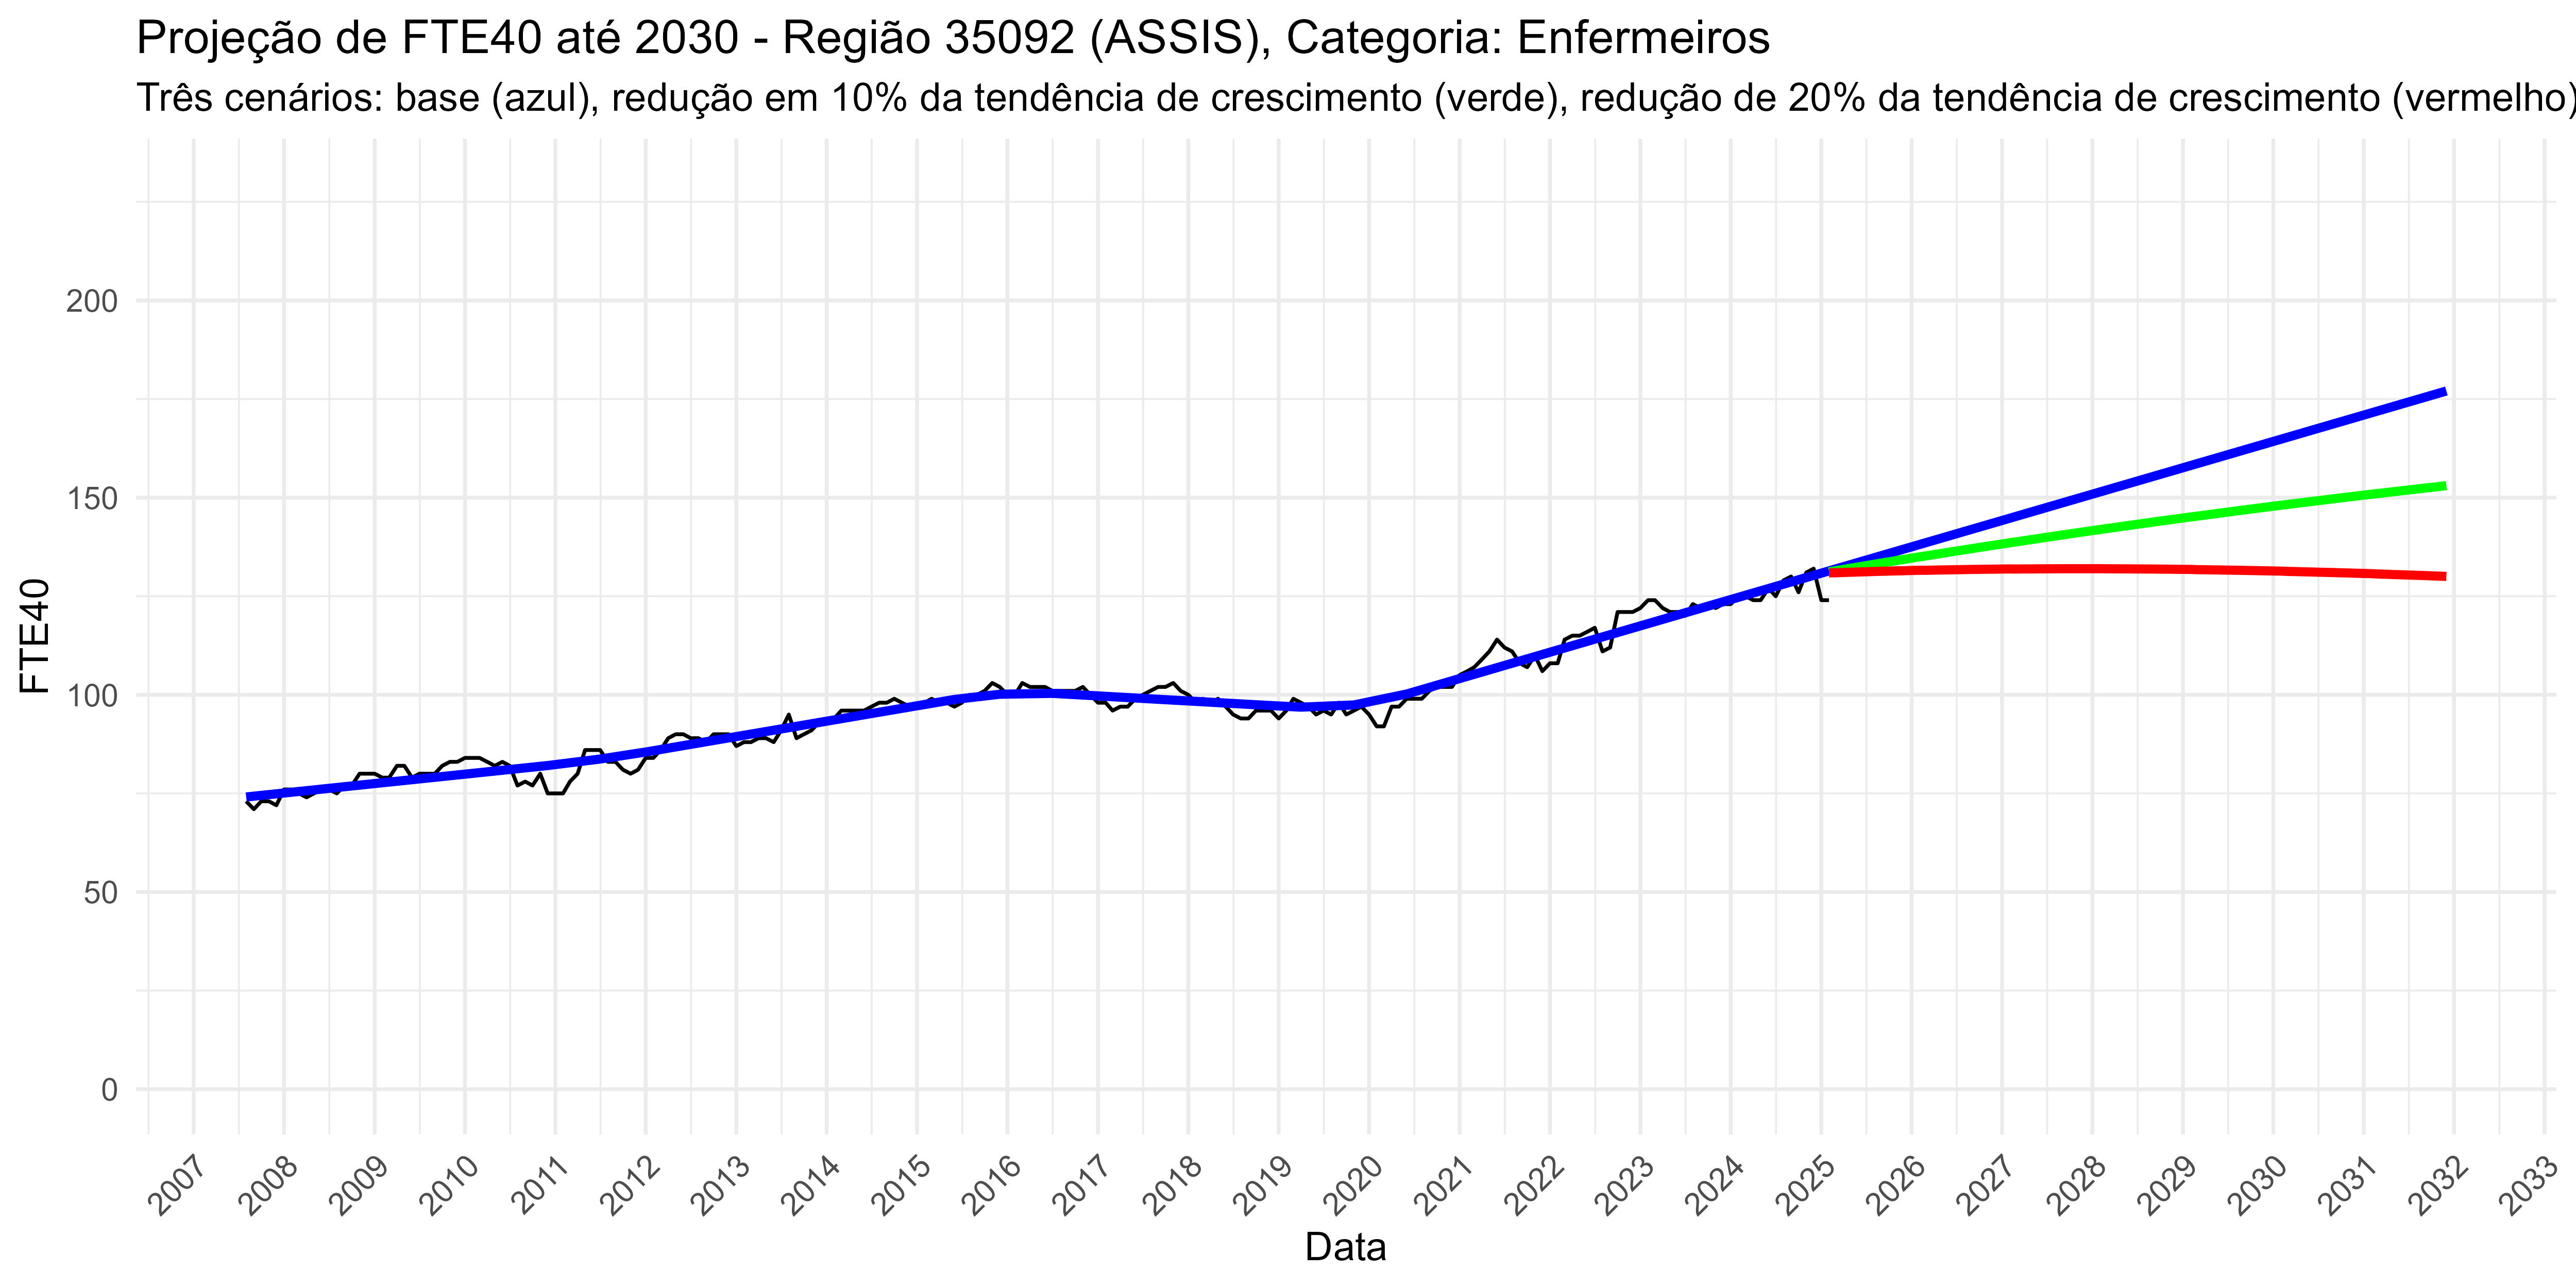 Projeção de FTE40 até 2030 - Região 35092 (ASSIS), Categoria: Enfermeiros
Três cenários: base (azul), redução em 10% da tendência de crescimento (verde), redução de 20% da tendência de crescimento (vermelho)
200
150
100
50
0
FTE40
2007 2008 2009 2010 2011 2012 2013 2014 2015 2016 2017 2018 2019 2020 2021 2022 2023 2024 2025 2026 2027 2028 2029 2030 2031 2032 2033
Data